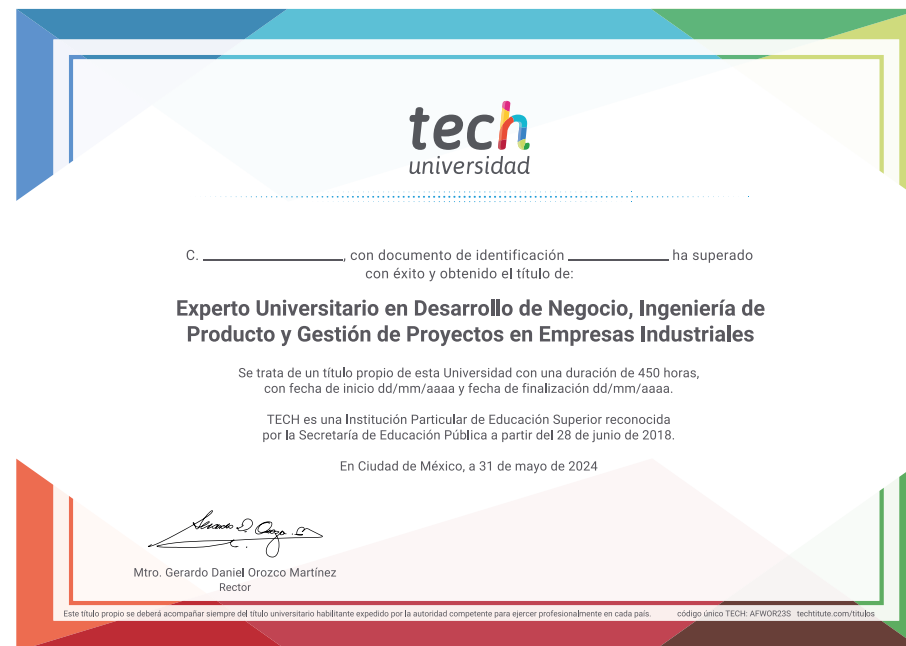 tech
universidad
C. ____________, con documento de identificación ____________ ha superado
con éxito y obtenido el título de:
Experto Universitario en Desarrollo de Negocio, Ingeniería de
Producto y Gestión de Proyectos en Empresas Industriales
Se trata de un título propio de esta Universidad con una duración de 450 horas,
con fecha de inicio dd/mm/aaaa y fecha de finalización dd/mm/aaaa.
TECH es una Institución Particular de Educación Superior reconocida
por la Secretaría de Educación Pública a partir del 28 de junio de 2018.
En Ciudad de México, a 31 de mayo de 2024
Mtro. Gerardo Daniel Orozco Martínez
Rector
Este título propio se deberá acompañar siempre del título universitario habilitante expedido por la autoridad competente para ejercer profesionalmente en cada país. código único TECH: AFWOR23S techtitute.com/titulos